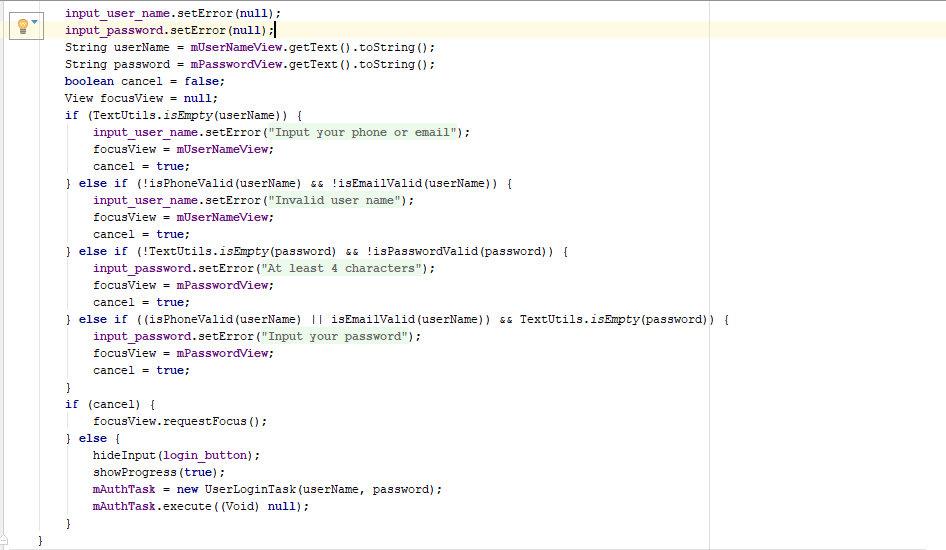 input_user_name.setError(null);
input_password.setError(null);
String userName = mUserNameView.getText().toString();
String password = mPasswordView.getText().toString();
boolean cancel = false;
View focusView = null;
if (TextUtils.isEmpty(userName)) {
    input_user_name.setError("Input your phone or email");
    focusView = mUserNameView;
    cancel = true;
} else if (!isPhoneValid(userName) && !isEmailValid(userName)) {
    input_user_name.setError("Invalid user name");
    focusView = mUserNameView;
    cancel = true;
} else if (!TextUtils.isEmpty(password) && !isPasswordValid(password)) {
    input_password.setError("At least 4 characters");
    focusView = mPasswordView;
    cancel = true;
} else if ((isPhoneValid(userName) || isEmailValid(userName)) && TextUtils.isEmpty(password)) {
    input_password.setError("Input your password");
    focusView = mPasswordView;
    cancel = true;
}
if (cancel) {
    focusView.requestFocus();
} else {
    hideInput(login_button);
    showProgress(true);
    mAuthTask = new UserLoginTask(userName, password);
    mAuthTask.execute((Void) null);
}
}